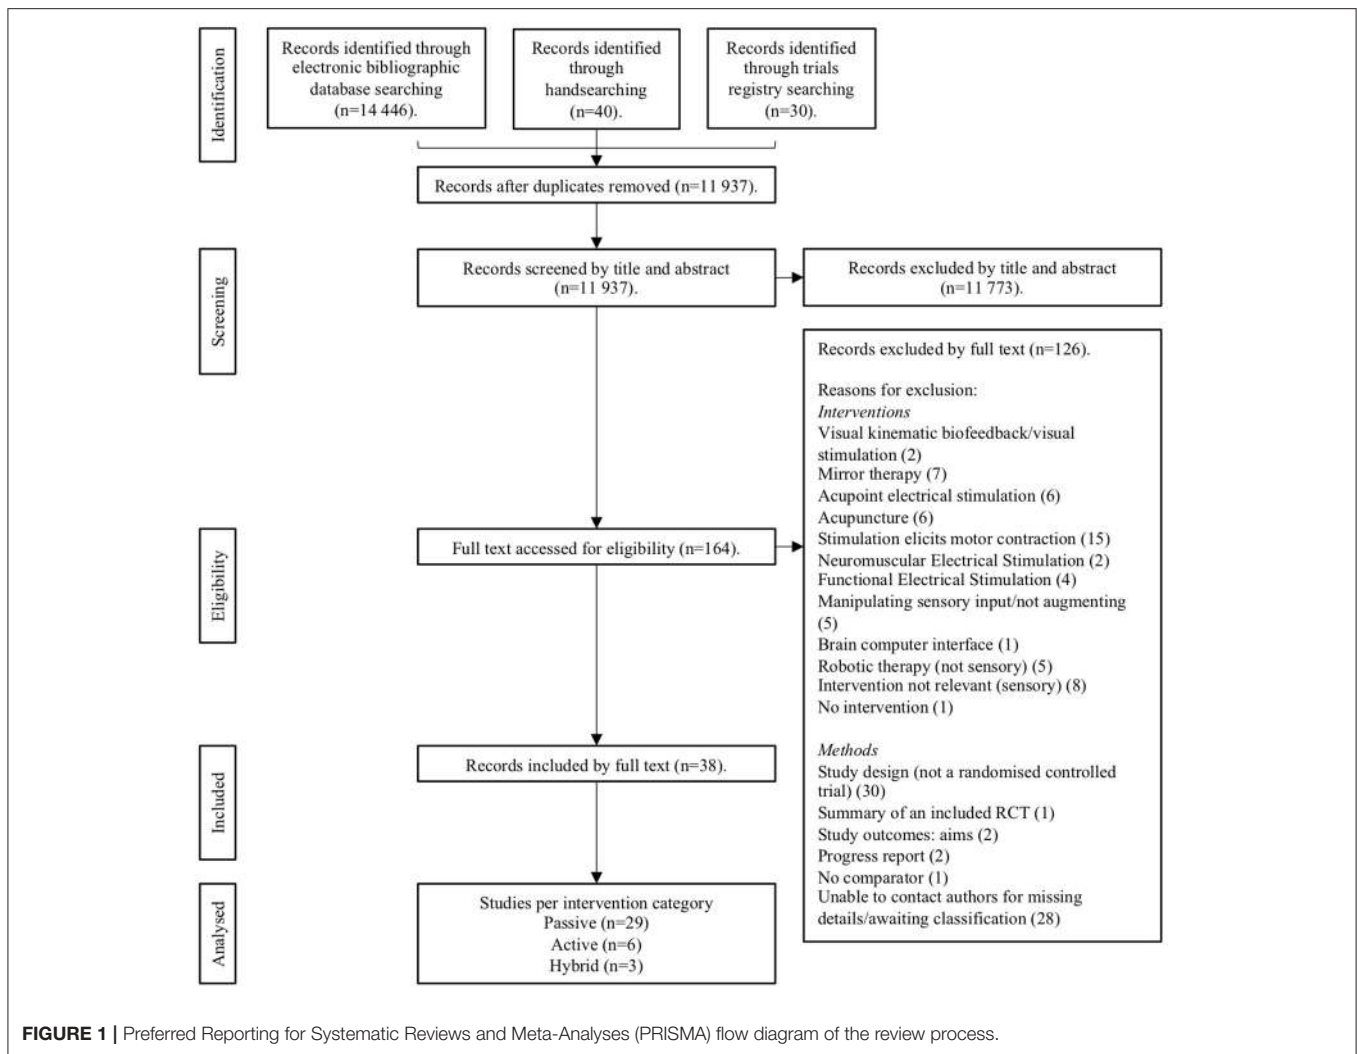 Identification
Records identified through
electronic bibliographic
database searching
(n=14 446).
Records identified
through
handsearching
(n=40).
Records identified
through trials
registry searching
(n=30).
Records after duplicates removed (n=11 937).
Screening
Records screened by title and abstract
(n=11 937).
Records excluded by title and abstract
(n=11 773).
Eligibility
Full text accessed for eligibility (n=164).
Records excluded by full text (n=126).
Reasons for exclusion:
Interventions
Visual kinematic biofeedback/visual
stimulation (2)
Mirror therapy (7)
Acupoint electrical stimulation (6)
Acupuncture (6)
Stimulation elicits motor contraction (15)
Neuromuscular Electrical Stimulation (2)
Functional Electrical Stimulation (4)
Manipulating sensory input/not augmenting
(5)
Brain computer interface (1)
Robotic therapy (not sensory) (5)
Intervention not relevant (sensory) (8)
No intervention (1)
Methods
Study design (not a randomised controlled
trial) (30)
Summary of an included RCT (1)
Study outcomes: aims (2)
Progress report (2)
No comparator (1)
Unable to contact authors for missing
details/awaiting classification (28)
Included
Records included by full text (n=38).
Analysed
Studies per intervention category
Passive (n=29)
Active (n=6)
Hybrid (n=3)
FIGURE 1 | Preferred Reporting for Systematic Reviews and Meta-Analyses (PRISMA) flow diagram of the review process.